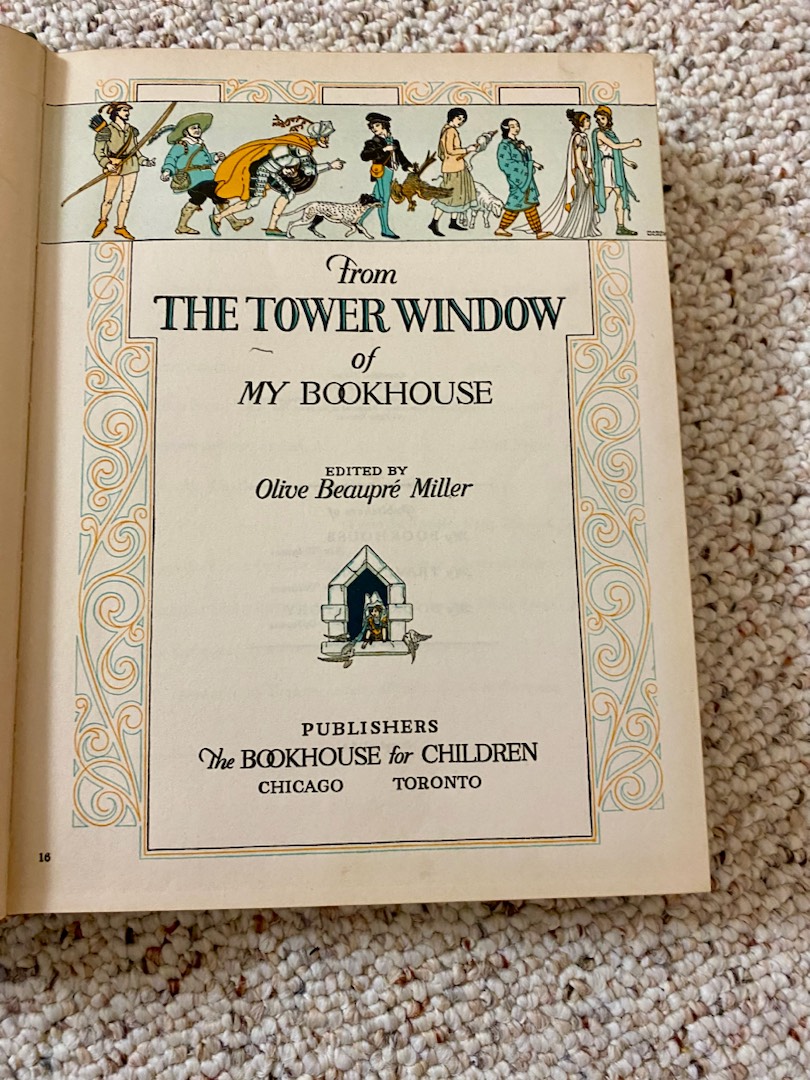 From
THE TOWER WINDOW
of
MY BOOKHOUSE
EDITED BY
Olive Beaupré Miller
PUBLISHERS
The BOOKHOUSE for CHILDREN
CHICAGO TORONTO
16